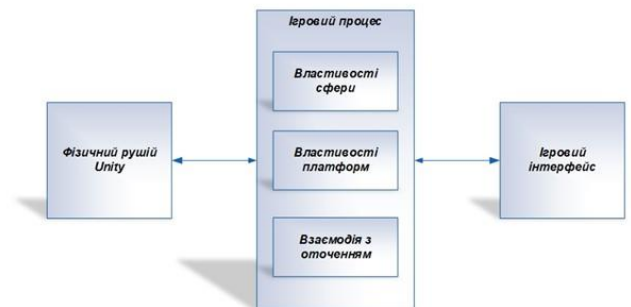 Ігровий процес
Властивості
сфери
Фізичний рушій
Unity
Властивості
платформ
Ігровий
інтерфейс
Взаємодія з
оточенням